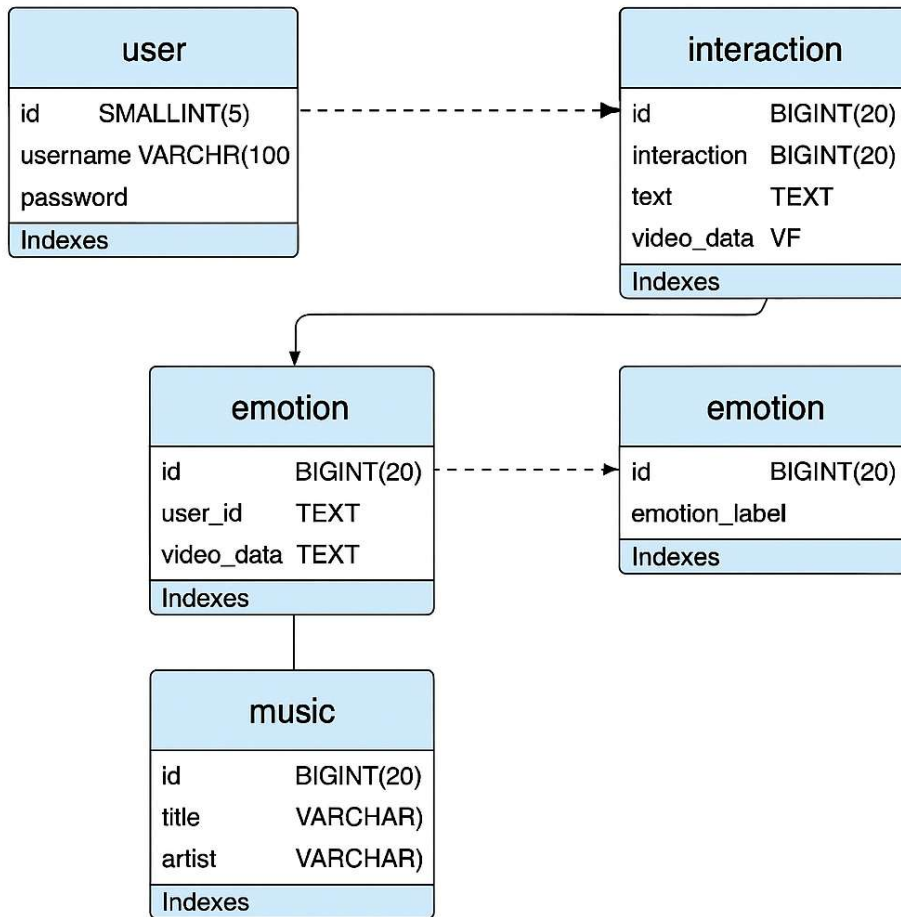 user
id SMALLINT(5)
username VARCHR(100
password
Indexes
interaction
id BIGINT(20)
interaction BIGINT(20)
text TEXT
video_data VF
Indexes
emotion
id BIGINT(20)
user_id TEXT
video_data TEXT
Indexes
emotion
id BIGINT(20)
emotion_label
Indexes
music
id BIGINT(20)
title VARCHAR)
artist VARCHAR)
Indexes